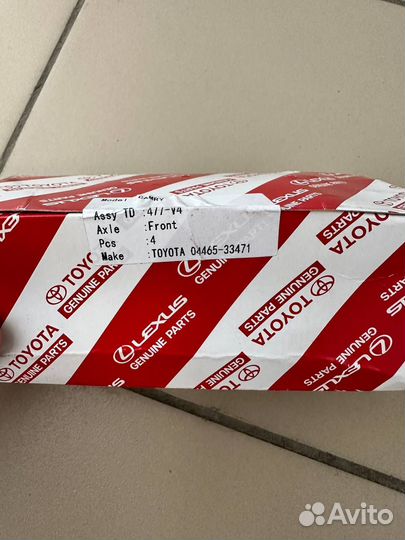 Model :CAMRY
Assy ID :477-V4
Axle :Front
Pcs :4
Make :TOYOTA 04465-33471
TOYOTA
GENUINE PARTS
LEXUS
GENUINE PARTS
TOYOTA
GENUINE PARTS
LEXUS
GENUINE PARTS
TOYOTA
GENUINE PARTS
Avito